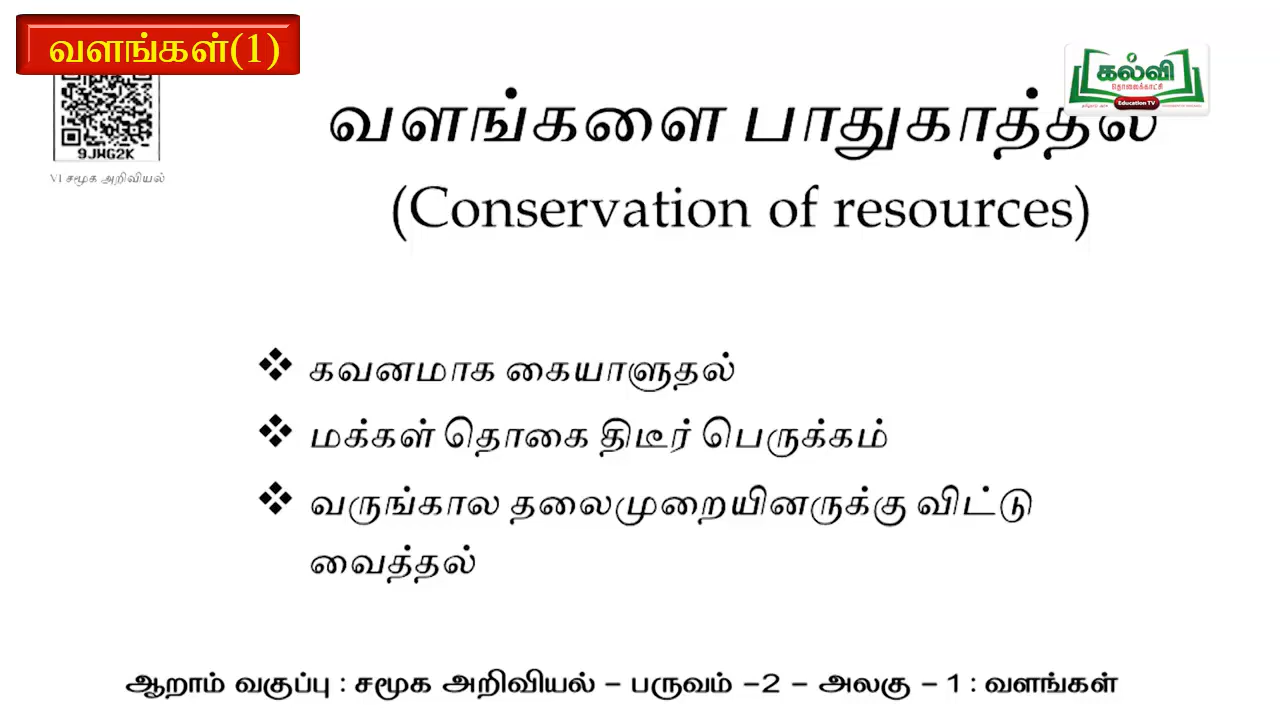 வளங்கள்(1)
கல்வி
தொலைக்காட்சி
Education TV
9JWG2K
VI சமூக அறிவியல்
வளங்களை பாதுகாத்தல்
(Conservation of resources)
❖ கவனமாக கையாளுதல்
❖ மக்கள் தொகை திடீர் பெருக்கம்
❖ வருங்கால தலைமுறையினருக்கு விட்டு
வைத்தல்
ஆறாம் வகுப்பு : சமூக அறிவியல் – பருவம் –2 – அலகு – 1 : வளங்கள்